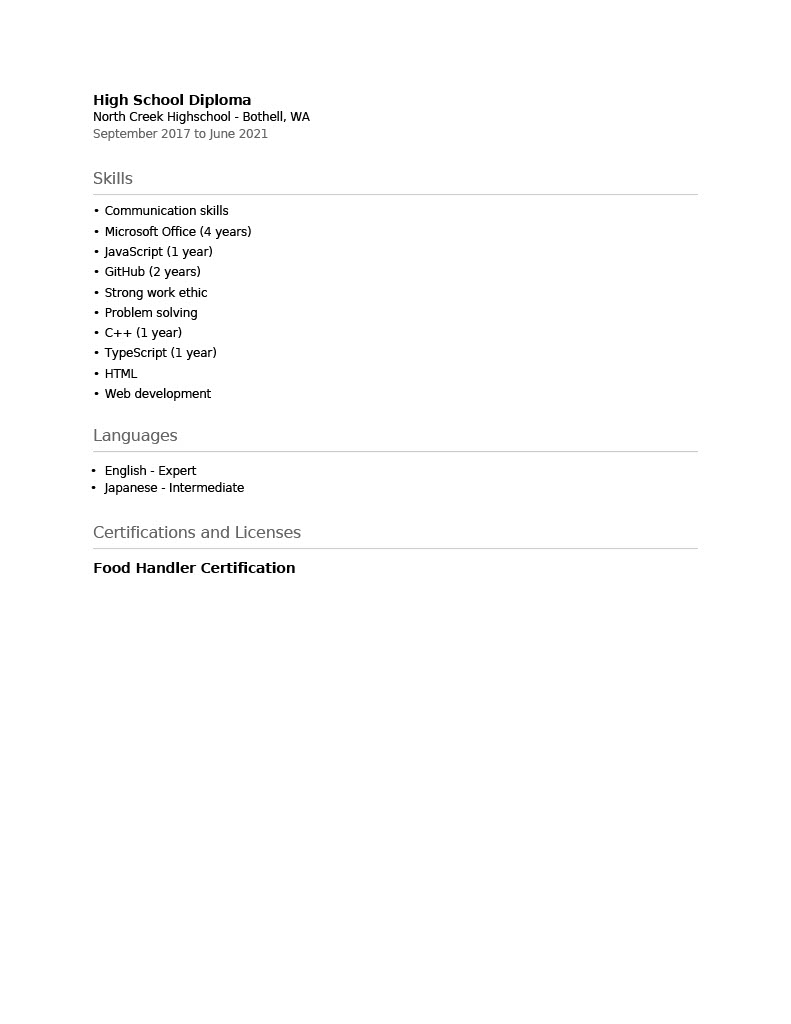 High School Diploma
North Creek Highschool - Bothell, WA
September 2017 to June 2021
Skills
• Communication skills
• Microsoft Office (4 years)
• JavaScript (1 year)
• GitHub (2 years)
• Strong work ethic
• Problem solving
• C++ (1 year)
• TypeScript (1 year)
• HTML
• Web development
Languages
• English - Expert
• Japanese - Intermediate
Certifications and Licenses
Food Handler Certification